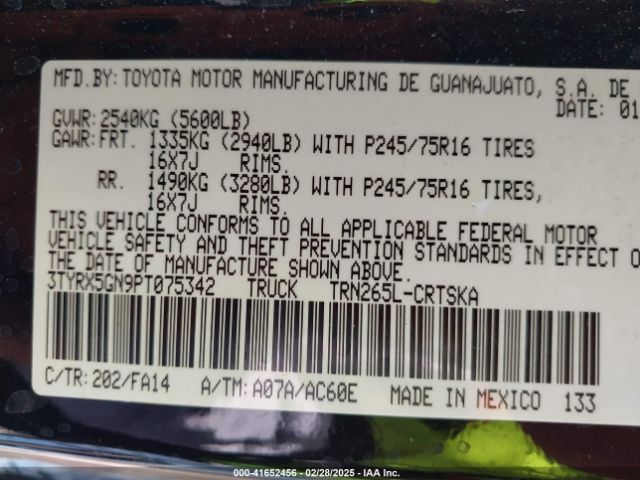 MFD.BY: TOYOTA MOTOR MANUFACTURING DE GUANAJUATO, S.A. DE
DATE: 01
GVWR: 2540KG (5600LB)
GAWR: FRT. 1335KG (2940LB) WITH P245/75R16 TIRES
16X7J RIMS.
RR. 1490KG (3280LB) WITH P245/75R16 TIRES,
16X7J RIMS.
THIS VEHICLE CONFORMS TO ALL APPLICABLE FEDERAL MOTOR
VEHICLE SAFETY AND THEFT PREVENTION STANDARDS IN EFFECT O
THE DATE OF MANUFACTURE SHOWN ABOVE.
3TYRX5GN9PT075342 TRUCK TRN265L-CRTSKA
C/TR: 202/FA14 A/TM: A07A/AC60E MADE IN MEXICO 133
000-41652456 - 02/28/2025 - IAA Inc.